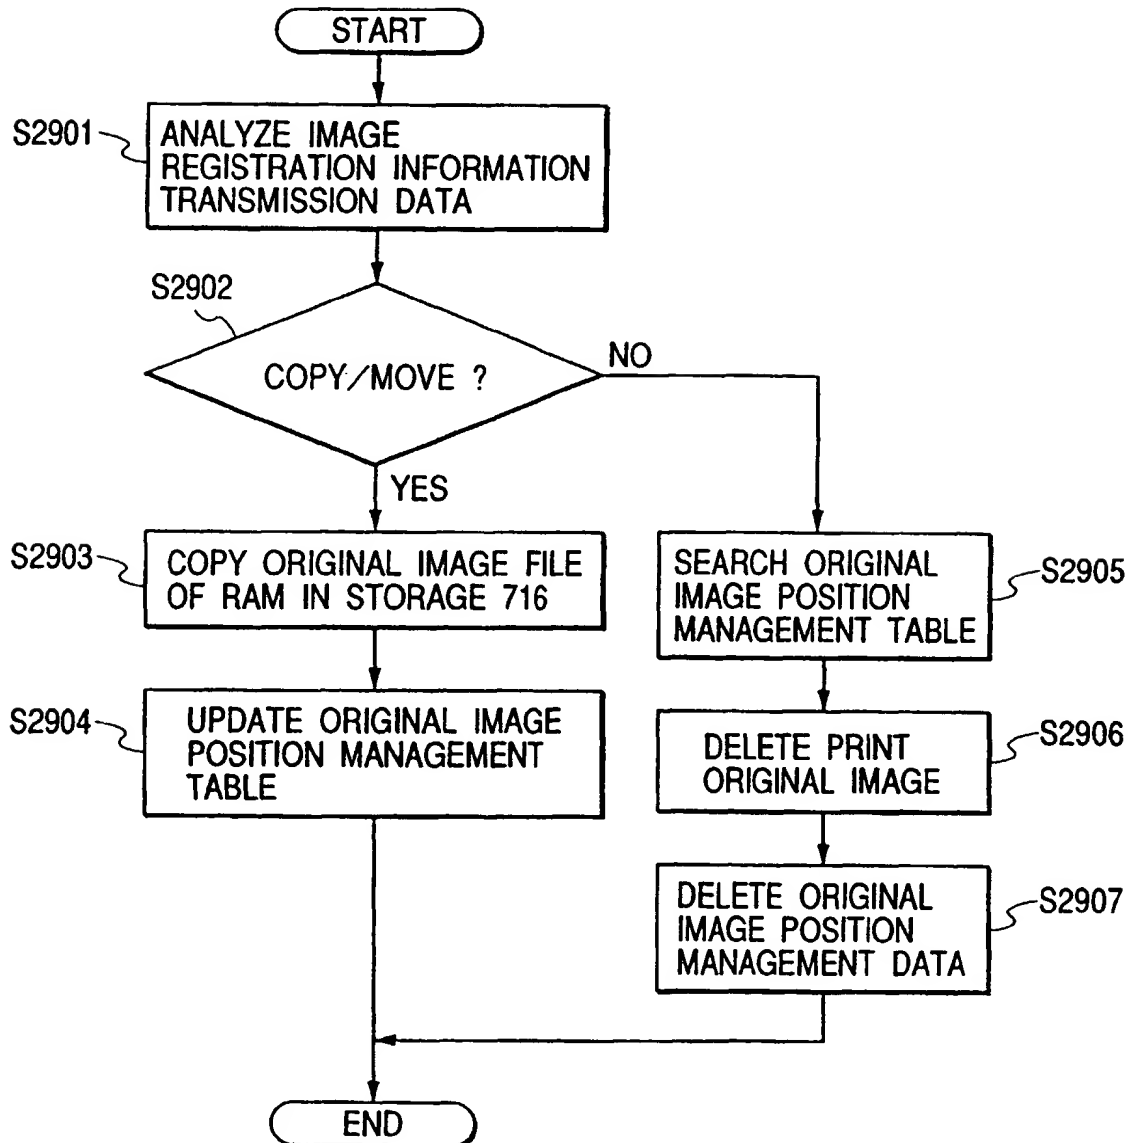 START
S2901
ANALYZE IMAGE
REGISTRATION INFORMATION
TRANSMISSION DATA
S2902
COPY/MOVE ?
NO
YES
S2903
COPY ORIGINAL IMAGE FILE
OF RAM IN STORAGE 716
S2904
UPDATE ORIGINAL IMAGE
POSITION MANAGEMENT
TABLE
SEARCH ORIGINAL
IMAGE POSITION
MANAGEMENT TABLE
S2905
DELETE PRINT
ORIGINAL IMAGE
S2906
DELETE ORIGINAL
IMAGE POSITION
MANAGEMENT DATA
S2907
END